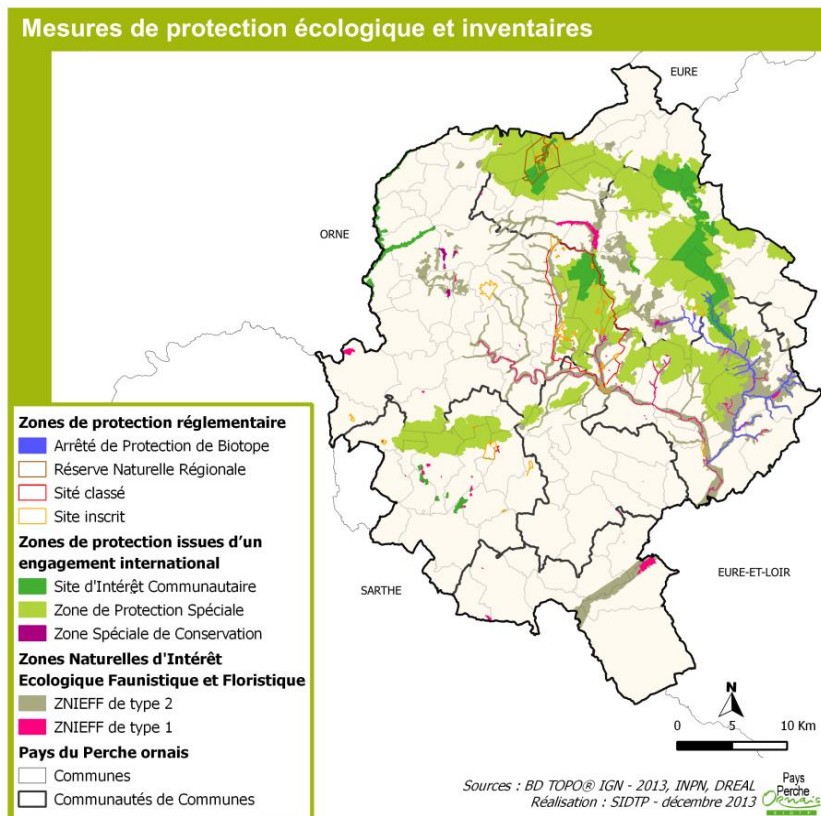 Mesures de protection écologique et inventaires
EURE
ORNE
EURE-ET-LOIR
SARTHE
Zones de protection réglementaire
Arrêté de Protection de Biotope
Réserve Naturelle Régionale
Sité classé
Site inscrit
Zones de protection issues d'un
engagement international
Site d'Intérêt Communautaire
Zone de Protection Spéciale
Zone Spéciale de Conservation
Zones Naturelles d'Intérêt
Ecologique Faunistique et Floristique
ZNIEFF de type 2
ZNIEFF de type 1
Pays du Perche ornais
Communes
Communautés de Communes
N
0 5 10 Km
Sources : BD TOPO® IGN - 2013, INPN, DREAL
Réalisation : SIDTP - décembre 2013
Pays
Perche
Ornais
SIDTP